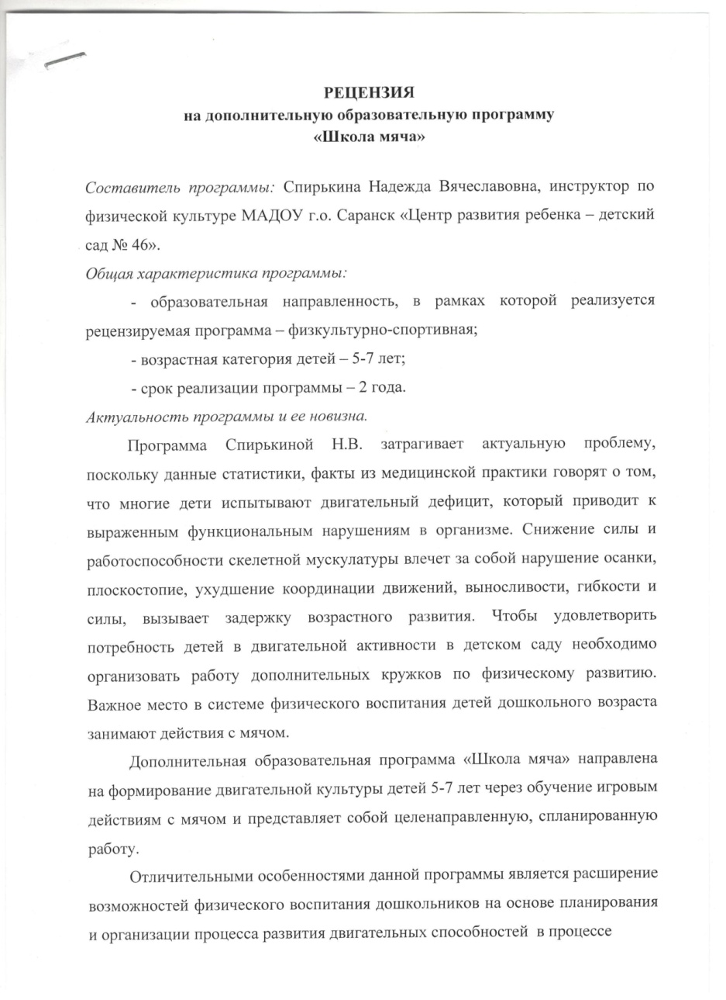 РЕЦЕНЗИЯ
на дополнительную образовательную программу
«Школа мяча»
Составитель программы: Спирькина Надежда Вячеславовна, инструктор по
физической культуре МАДОУ г.о. Саранск «Центр развития ребенка – детский
сад № 46».
Общая характеристика программы:
- образовательная направленность, в рамках которой реализуется
рецензируемая программа – физкультурно-спортивная;
- возрастная категория детей – 5-7 лет;
- срок реализации программы – 2 года.
Актуальность программы и ее новизна.
Программа Спирькиной Н.В. затрагивает актуальную проблему,
поскольку данные статистики, факты из медицинской практики говорят о том,
что многие дети испытывают двигательный дефицит, который приводит к
выраженным функциональным нарушениям в организме. Снижение силы и
работоспособности скелетной мускулатуры влечет за собой нарушение осанки,
плоскостопие, ухудшение координации движений, выносливости, гибкости и
силы, вызывает задержку возрастного развития. Чтобы удовлетворить
потребность детей в двигательной активности в детском саду необходимо
организовать работу дополнительных кружков по физическому развитию.
Важное место в системе физического воспитания детей дошкольного возраста
занимают действия с мячом.
Дополнительная образовательная программа «Школа мяча» направлена
на формирование двигательной культуры детей 5-7 лет через обучение игровым
действиям с мячом и представляет собой целенаправленную, спланированную
работу.
Отличительными особенностями данной программы является расширение
возможностей физического воспитания дошкольников на основе планирования
и организации процесса развития двигательных способностей в процессе